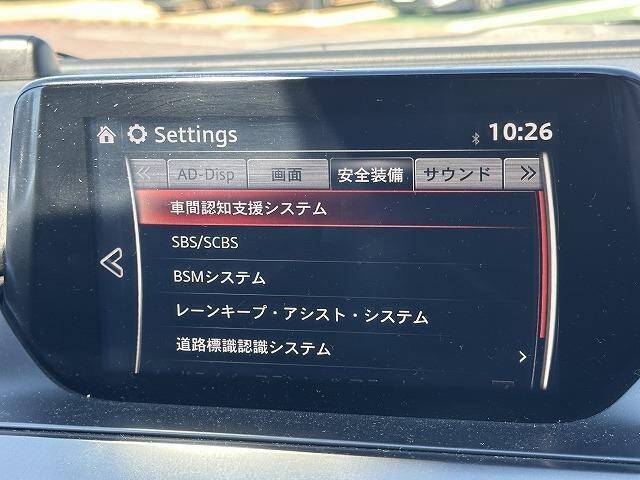 Settings
10:26
AD-Disp 画面 安全装備 サウンド
車間認知支援システム
SBS/SCBS
BSMシステム
レーンキープ・アシスト・システム
道路標識認識システム